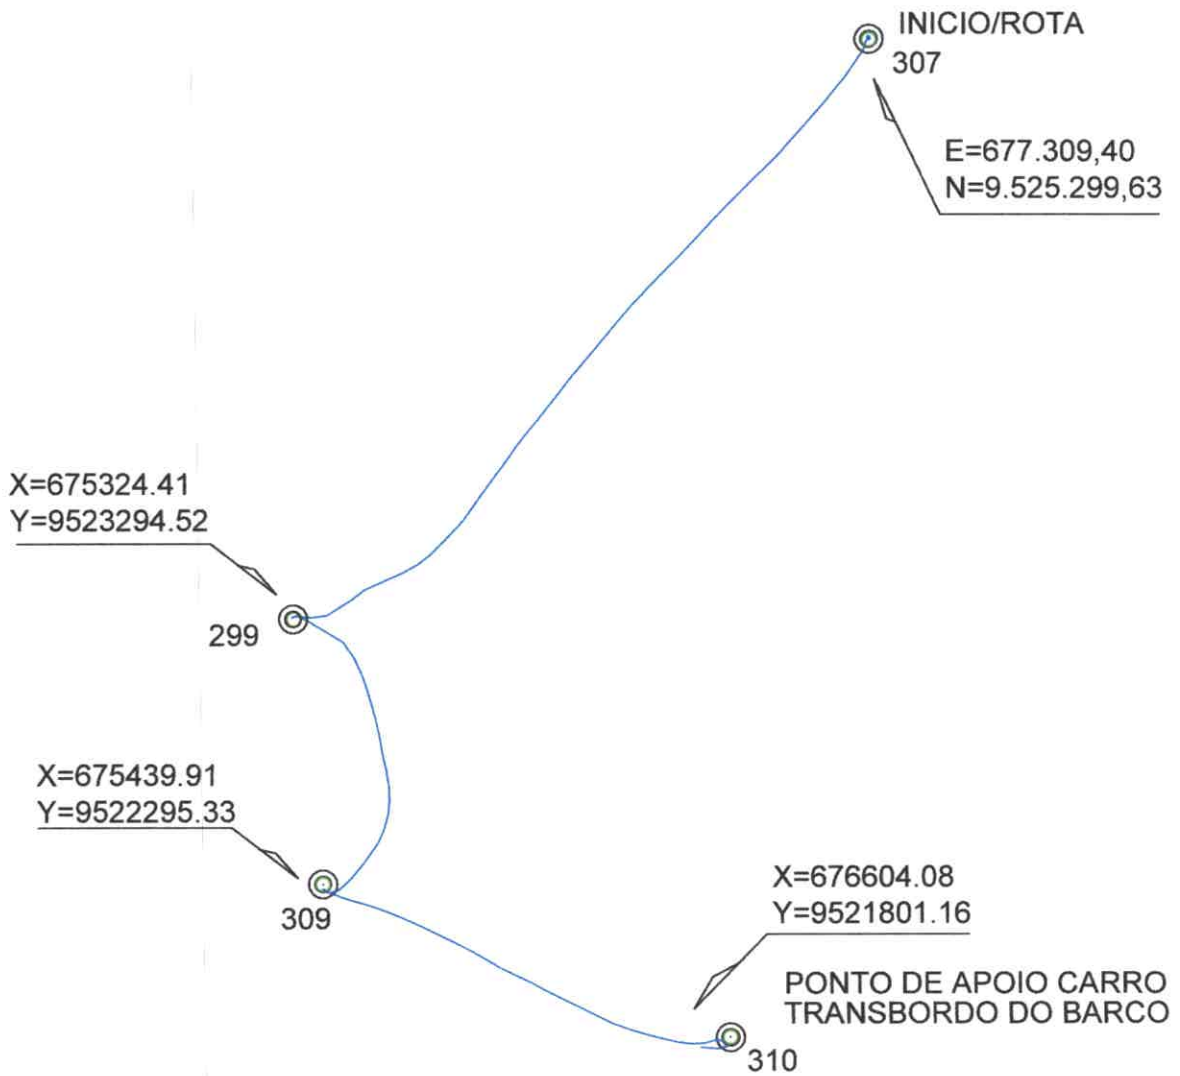 INICIO/ROTA
307
E=677.309,40
N=9.525.299,63
X=675324.41
Y=9523294.52
299
X=675439.91
Y=9522295.33
309
X=676604.08
Y=9521801.16
PONTO DE APOIO CARRO
TRANSBORDO DO BARCO
310